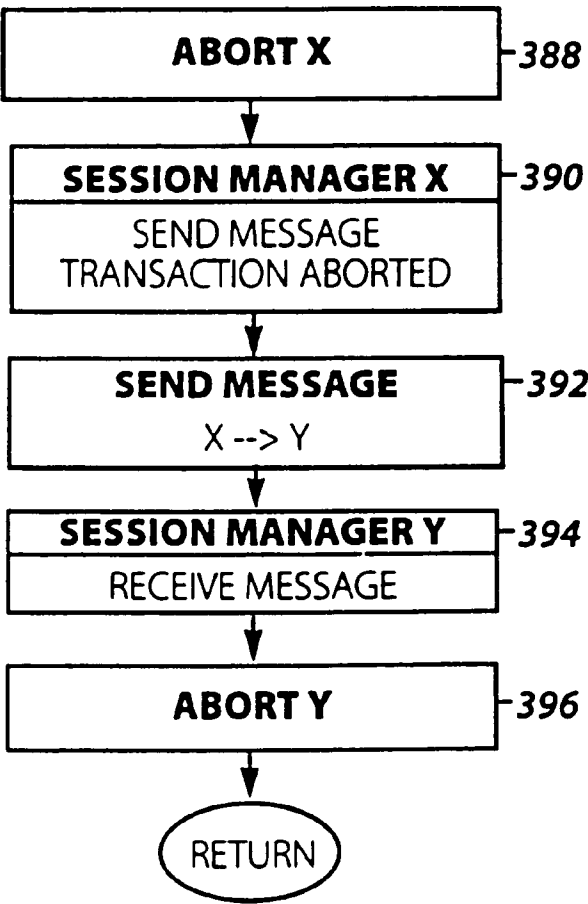 ABORT X
388
SESSION MANAGER X
390
SEND MESSAGE
TRANSACTION ABORTED
SEND MESSAGE
392
X --> Y
SESSION MANAGER Y
394
RECEIVE MESSAGE
ABORT Y
396
RETURN